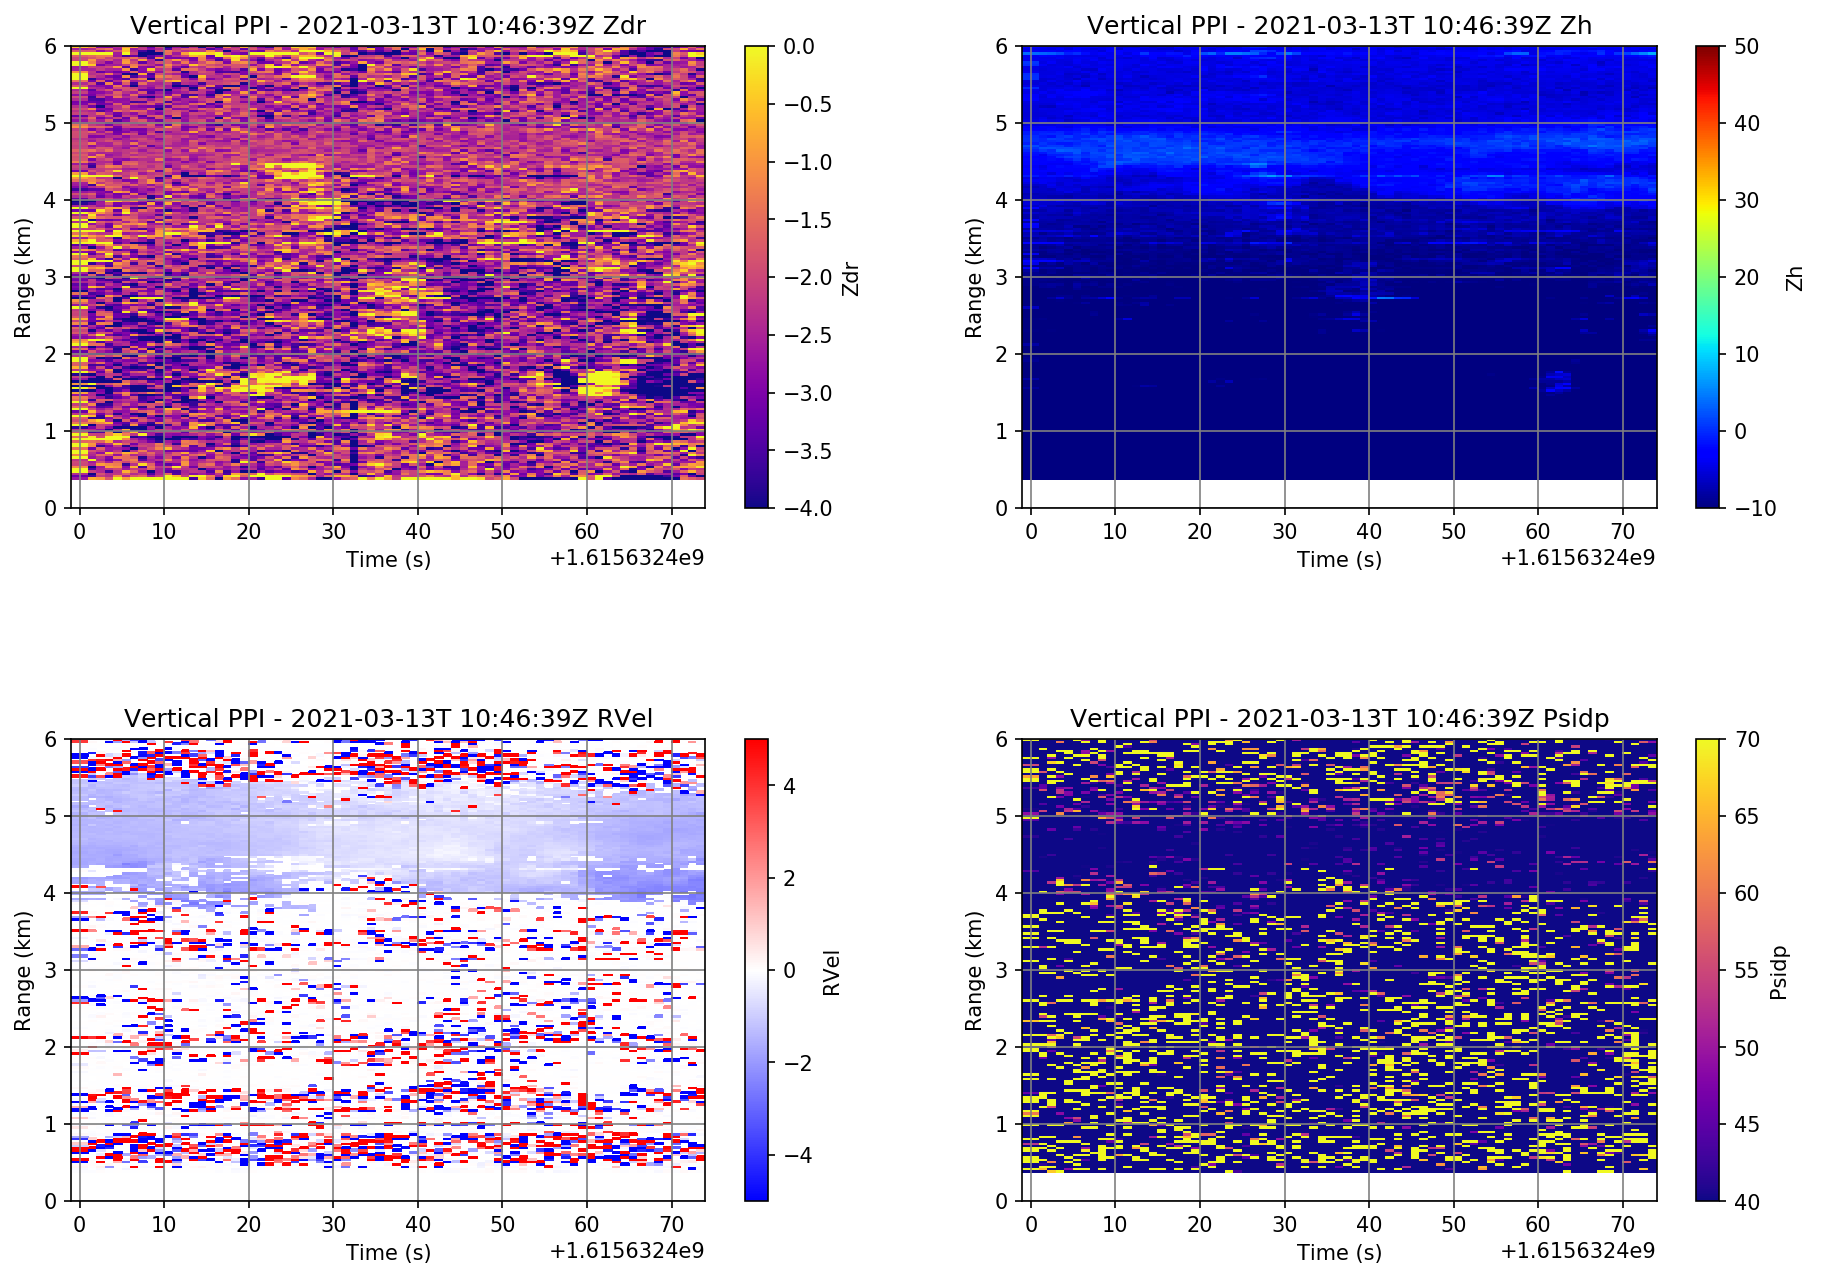 Vertical PPI - 2021-03-13T 10:46:39Z Zdr
6
5
4
3
2
1
0
Range (km)
0 10 20 30 40 50 60 70
Time (s)
+1.6156324e9
0.0
−0.5
−1.0
−1.5
−2.0
−2.5
−3.0
−3.5
−4.0
Zdr
Vertical PPI - 2021-03-13T 10:46:39Z Zh
6
5
4
3
2
1
0
Range (km)
0 10 20 30 40 50 60 70
Time (s)
+1.6156324e9
50
40
30
20
10
0
−10
Zh
Vertical PPI - 2021-03-13T 10:46:39Z RVel
6
5
4
3
2
1
0
Range (km)
0 10 20 30 40 50 60 70
Time (s)
+1.6156324e9
4
2
0
−2
−4
RVel
Vertical PPI - 2021-03-13T 10:46:39Z Psidp
6
5
4
3
2
1
0
Range (km)
0 10 20 30 40 50 60 70
Time (s)
+1.6156324e9
70
65
60
55
50
45
40
Psidp